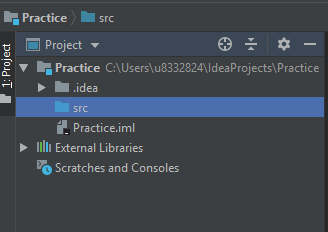 Practice src
1: Project
Project
Practice C:\Users\u8332824\IdeaProjects\Practice
.idea
src
Practice.iml
External Libraries
Scratches and Consoles